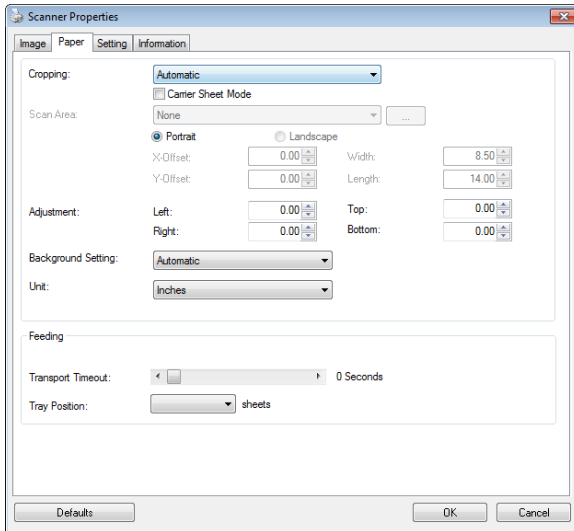 Scanner Properties
Image Paper Setting Information
Cropping: Automatic
Carrier Sheet Mode
Scan Area: None ...
Portrait Landscape
X-Offset: 0.00 Width: 8.50
Y-Offset: 0.00 Length: 14.00
Adjustment: Left: 0.00 Top: 0.00
Right: 0.00 Bottom: 0.00
Background Setting: Automatic
Unit: Inches
Feeding
Transport Timeout: 0 Seconds
Tray Position: sheets
Defaults OK Cancel